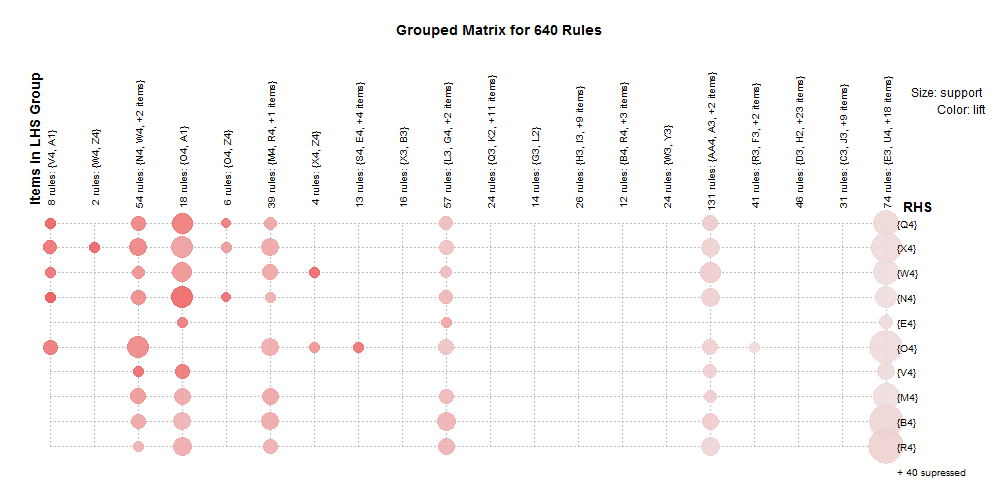 Grouped Matrix for 640 Rules
Size: support
Color: lift
Items in LHS Group
8 rules: {V4, A1}
2 rules: {W4, Z4}
54 rules: {N4, W4, +2 items}
18 rules: {O4, A1}
6 rules: {O4, Z4}
39 rules: {M4, R4, +1 items}
4 rules: {X4, Z4}
13 rules: {S4, E4, +4 items}
16 rules: {X3, B3}
57 rules: {L3, G4, +2 items}
24 rules: {Q3, K2, +11 items}
14 rules: {G3, L2}
26 rules: {H3, I3, +9 items}
12 rules: {B4, R4, +3 items}
24 rules: {W3, Y3}
131 rules: {AA4, A3, +2 items}
41 rules: {R3, F3, +2 items}
46 rules: {D3, H2, +23 items}
31 rules: {C3, J3, +9 items}
74 rules: {E3, U4, +18 items}
RHS
{Q4}
{X4}
{W4}
{N4}
{E4}
{O4}
{V4}
{M4}
{B4}
{R4}
+ 40 supressed